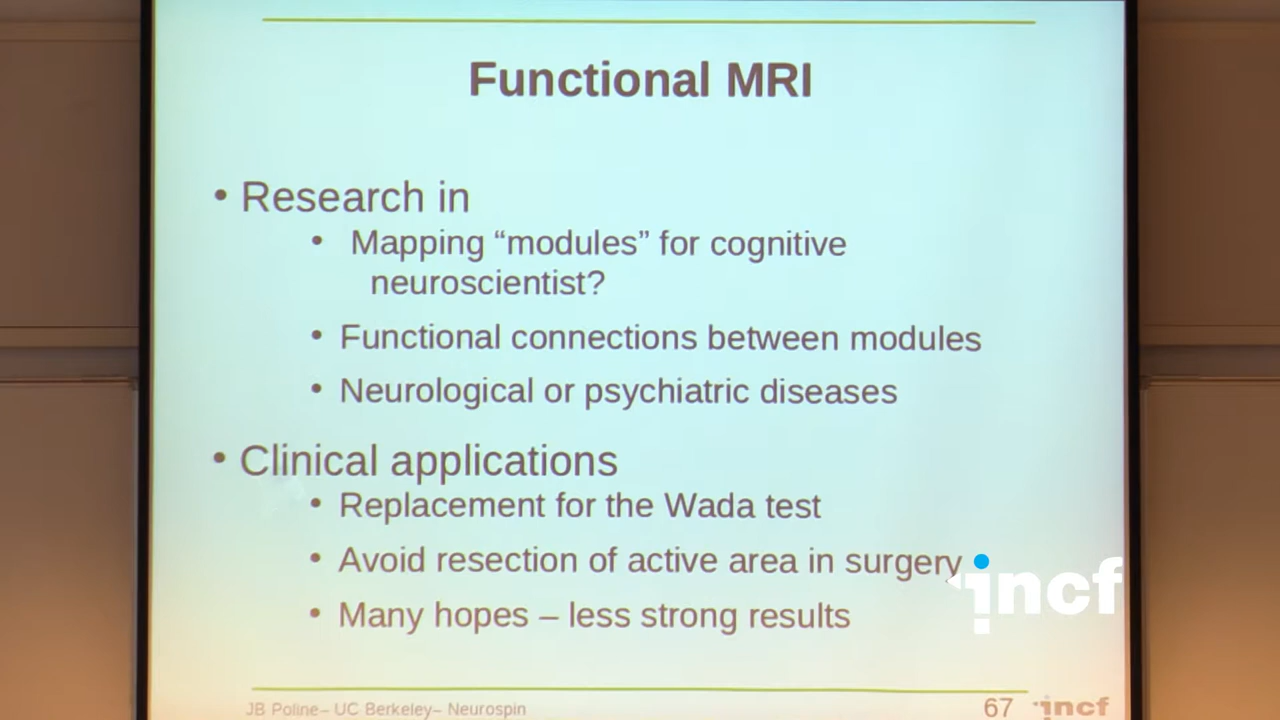 Functional MRI
• Research in
• Mapping “modules” for cognitive
neuroscientist?
• Functional connections between modules
• Neurological or psychiatric diseases
• Clinical applications
• Replacement for the Wada test
• Avoid resection of active area in surgery
incf
• Many hopes – less strong results
JB Poline– UC Berkeley– Neurospin
67
incf